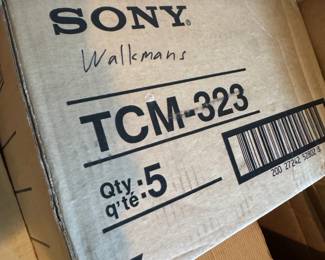 SONY®
Walkmans
TCM-323
Qty
q'té:5